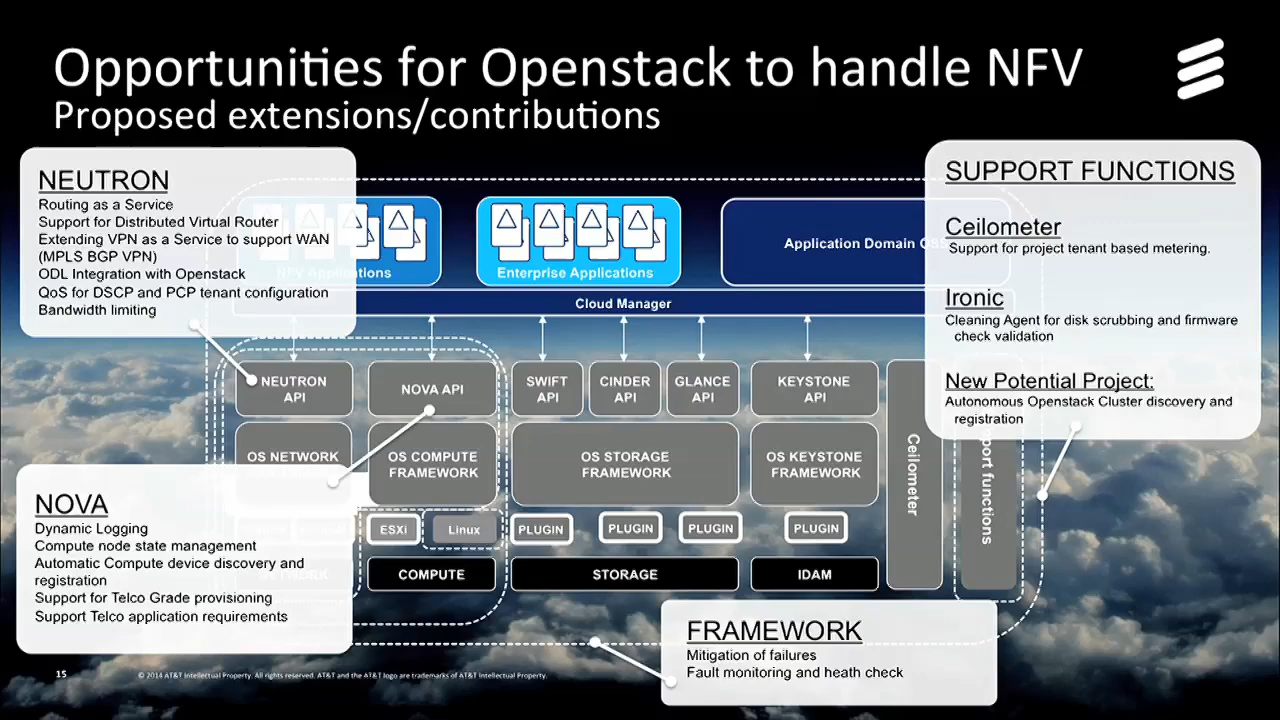 Opportunities for Openstack to handle NFV
Proposed extensions/contributions
NEUTRON
Routing as a Service
Support for Distributed Virtual Router
Extending VPN as a Service to support WAN
(MPLS BGP VPN)
ODL Integration with Openstack
QoS for DSCP and PCP tenant configuration
Bandwidth limiting
NFV Applications
Enterprise Applications
Application Domain OSS
Cloud Manager
SUPPORT FUNCTIONS
Ceilometer
Support for project tenant based metering.
Ironic
Cleaning Agent for disk scrubbing and firmware
check validation
New Potential Project:
Autonomous Openstack Cluster discovery and
registration
NEUTRON
API
NOVA API
SWIFT
API
CINDER
API
GLANCE
API
KEYSTONE
API
OS NETWORK
OS COMPUTE
FRAMEWORK
OS STORAGE
FRAMEWORK
OS KEYSTONE
FRAMEWORK
Ceilometer
port functions
ESXi
Linux
PLUGIN
PLUGIN
PLUGIN
PLUGIN
NETWORK
COMPUTE
STORAGE
IDAM
NOVA
Dynamic Logging
Compute node state management
Automatic Compute device discovery and
registration
Support for Telco Grade provisioning
Support Telco application requirements
FRAMEWORK
Mitigation of failures
Fault monitoring and heath check
15
© 2014 AT&T Intellectual Property. All rights reserved. AT&T and the AT&T logo are trademarks of AT&T Intellectual Property.